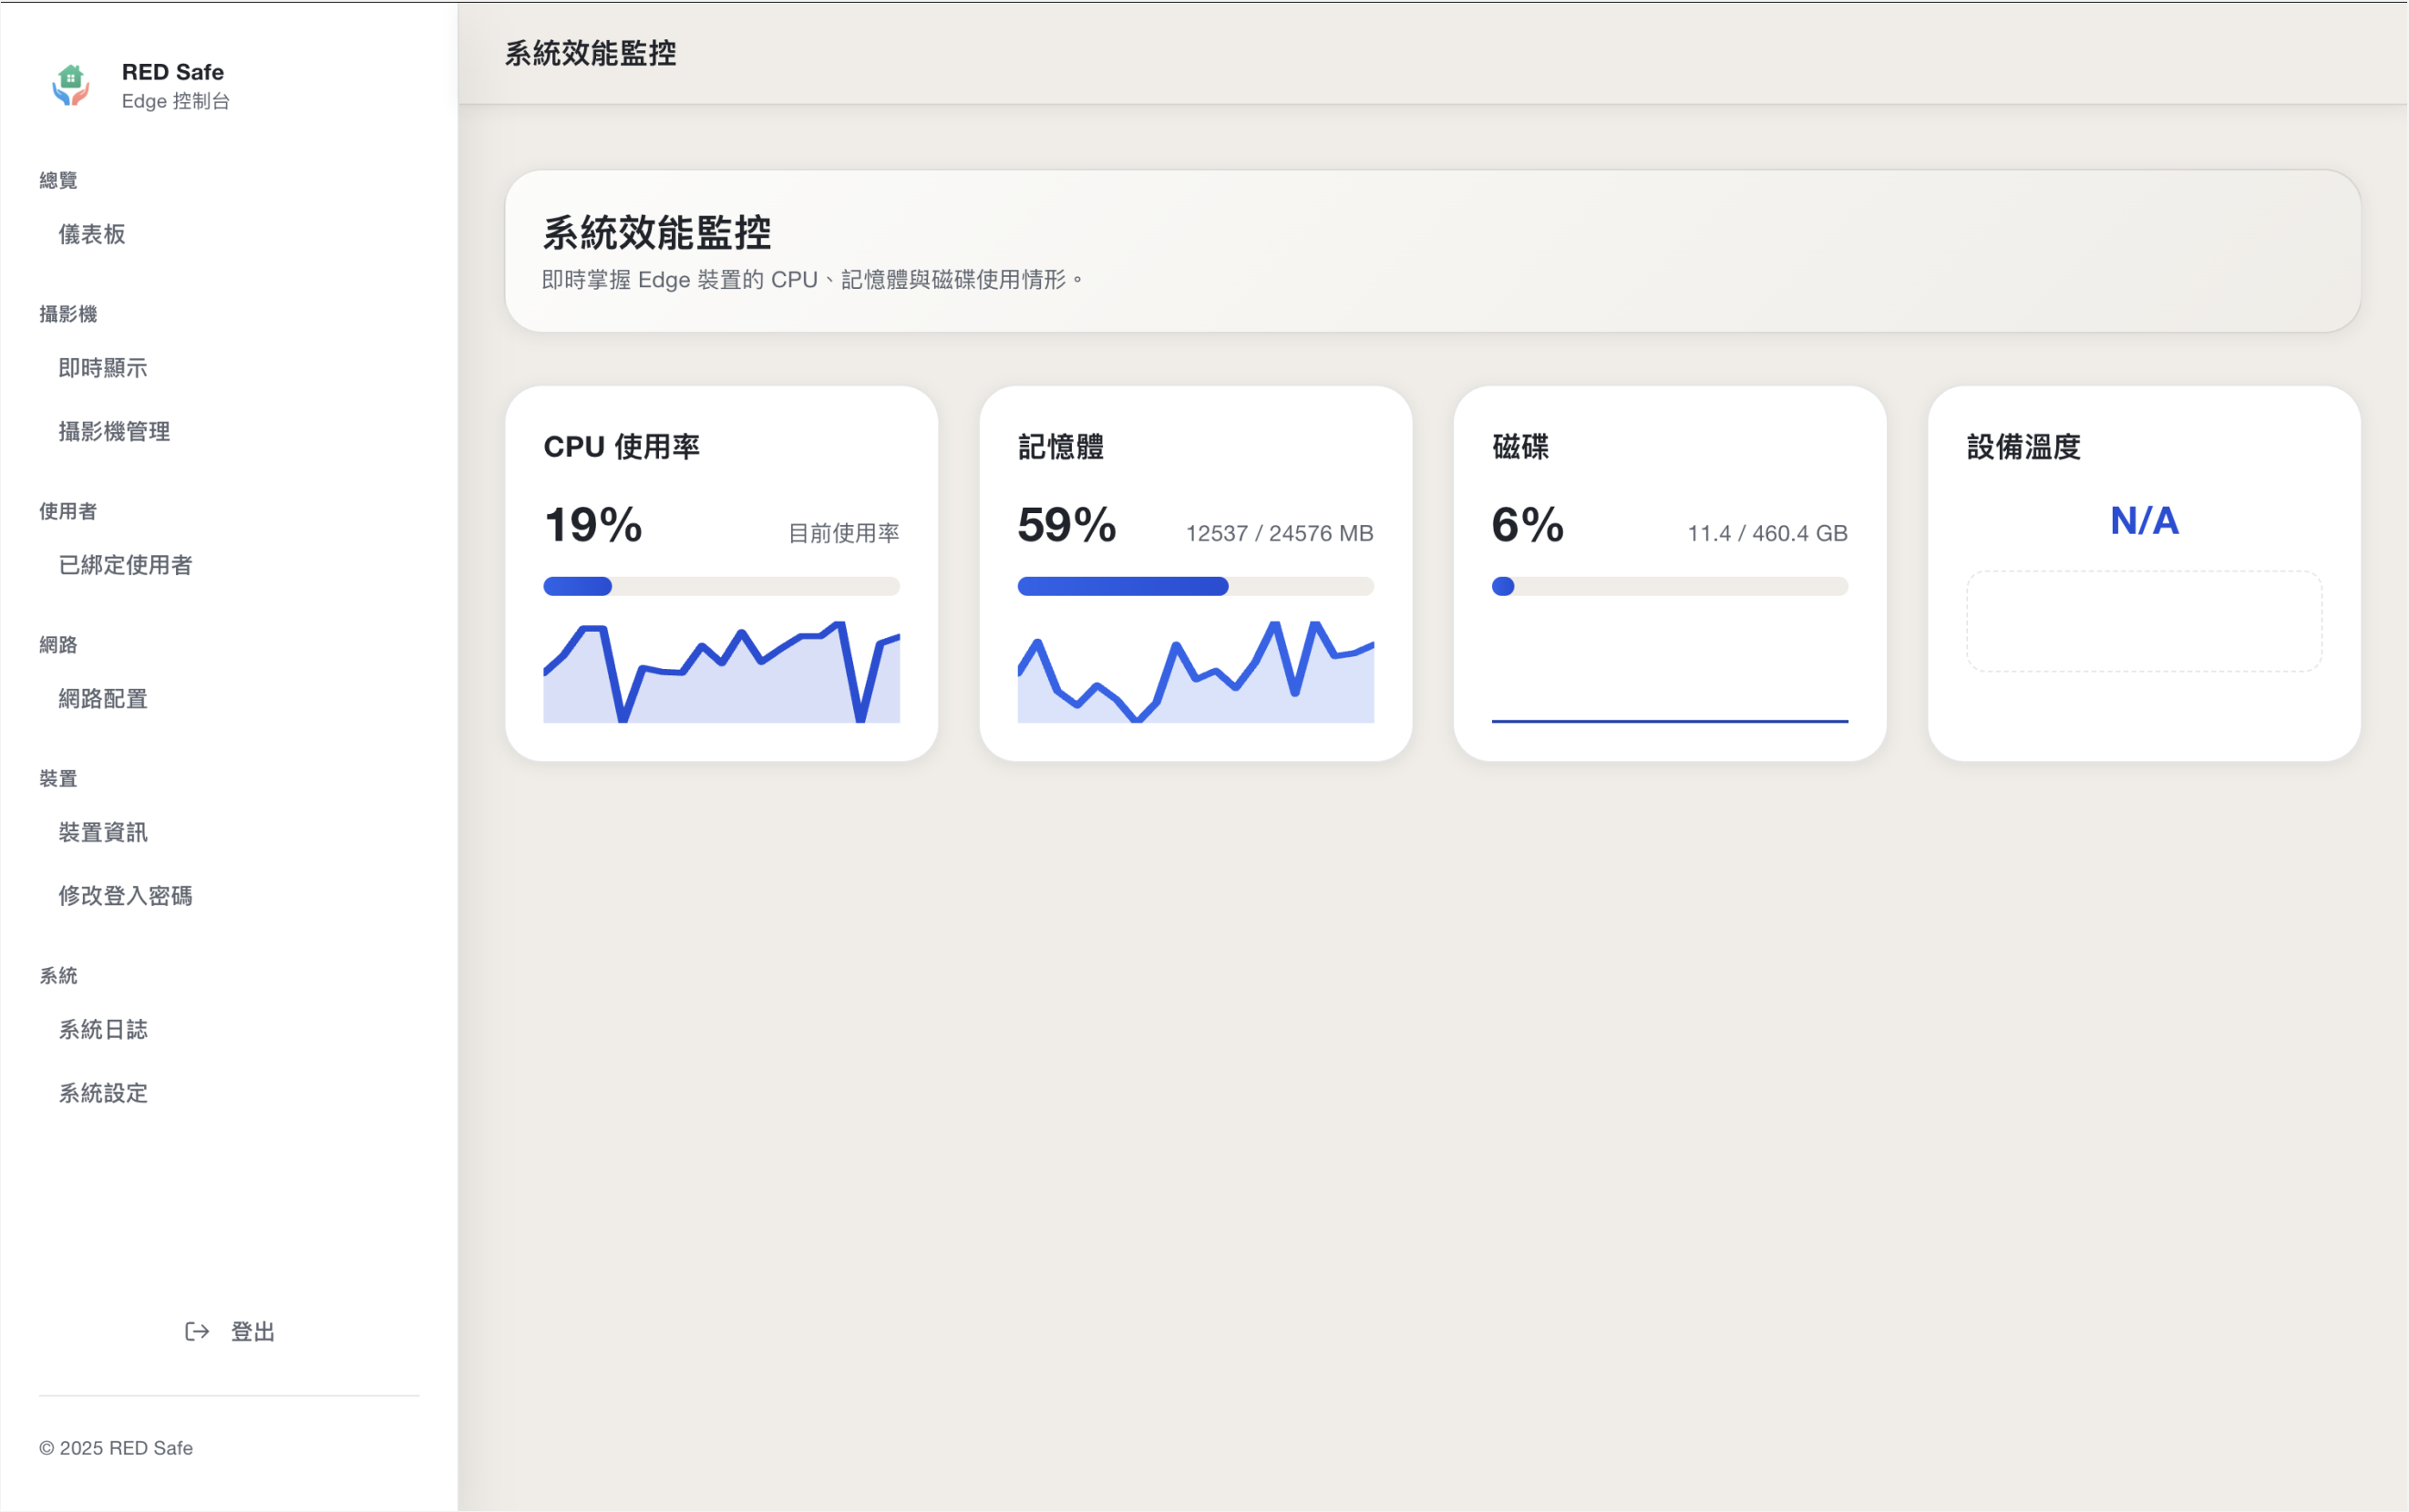 RED Safe
Edge 控制台
總覽
儀表板
攝影機
即時顯示
攝影機管理
使用者
已綁定使用者
網路
網路配置
裝置
裝置資訊
修改登入密碼
系統
系統日誌
系統設定
登出
© 2025 RED Safe
系統效能監控
系統效能監控
即時掌握 Edge 裝置的 CPU、記憶體與磁碟使用情形。
CPU 使用率
19% 目前使用率
記憶體
59% 12537 / 24576 MB
磁碟
6% 11.4 / 460.4 GB
設備溫度
N/A